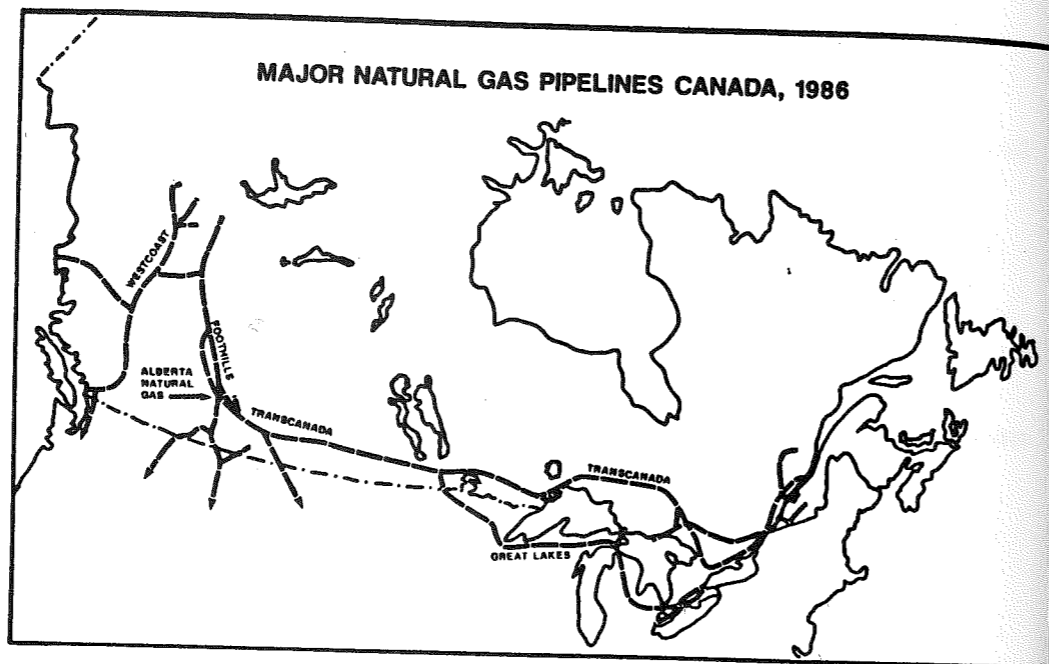 MAJOR NATURAL GAS PIPELINES CANADA, 1986
WESTCOAST
FOOTHILLS
ALBERTA
NATURAL
GAS
TRANSCANADA
TRANSCANADA
GREAT LAKES